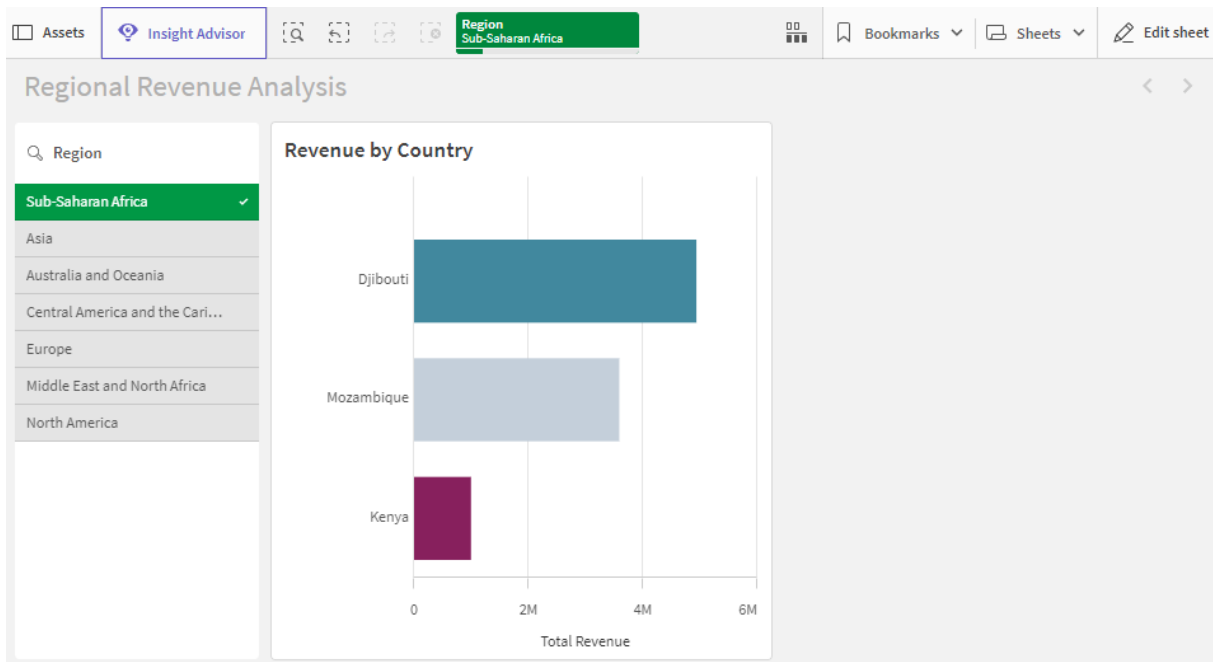 Assets
Insight Advisor
Region
Sub-Saharan Africa
Bookmarks
Sheets
Edit sheet
Regional Revenue Analysis
Region
Sub-Saharan Africa
Asia
Australia and Oceania
Central America and the Cari...
Europe
Middle East and North Africa
North America
Revenue by Country
Djibouti
Mozambique
Kenya
0 2M 4M 6M
Total Revenue